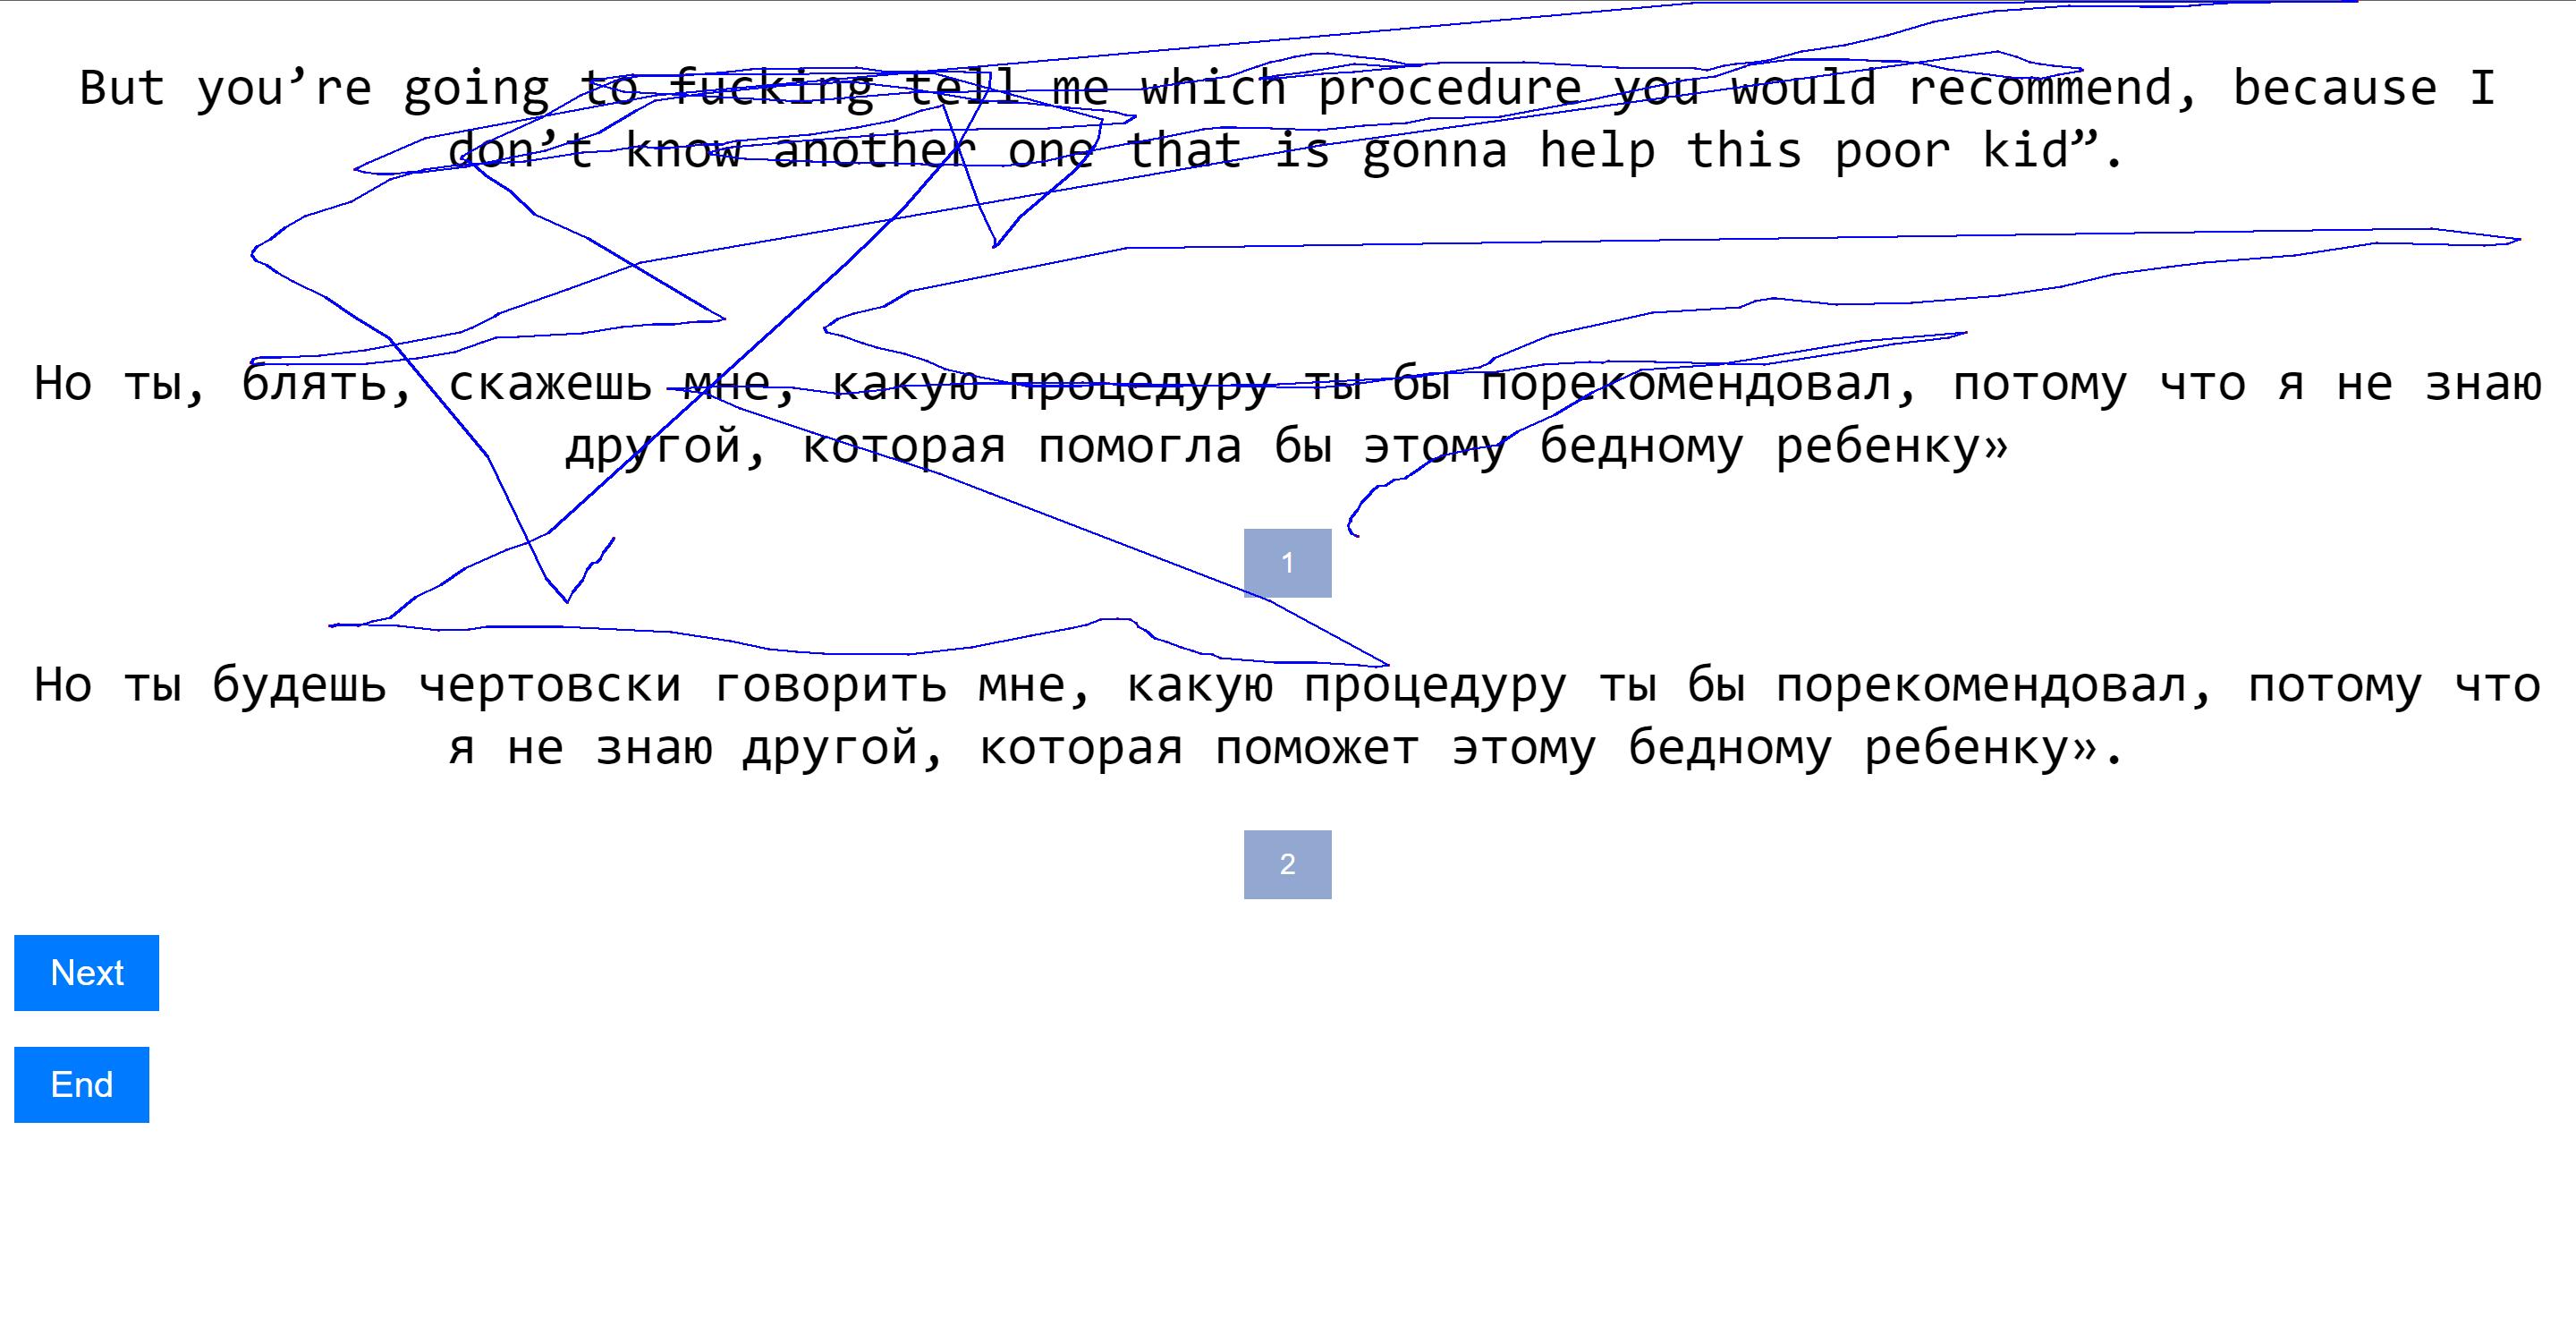 But you’re going to fucking tell me which procedure you would recommend, because I
don’t know another one that is gonna help this poor kid”.
Но ты, блять, скажешь мне, какую процедуру ты бы порекомендовал, потому что я не знаю
другой, которая помогла бы этому бедному ребенку»
1
Но ты будешь чертовски говорить мне, какую процедуру ты бы порекомендовал, потому что
я не знаю другой, которая поможет этому бедному ребенку».
2
Next
End